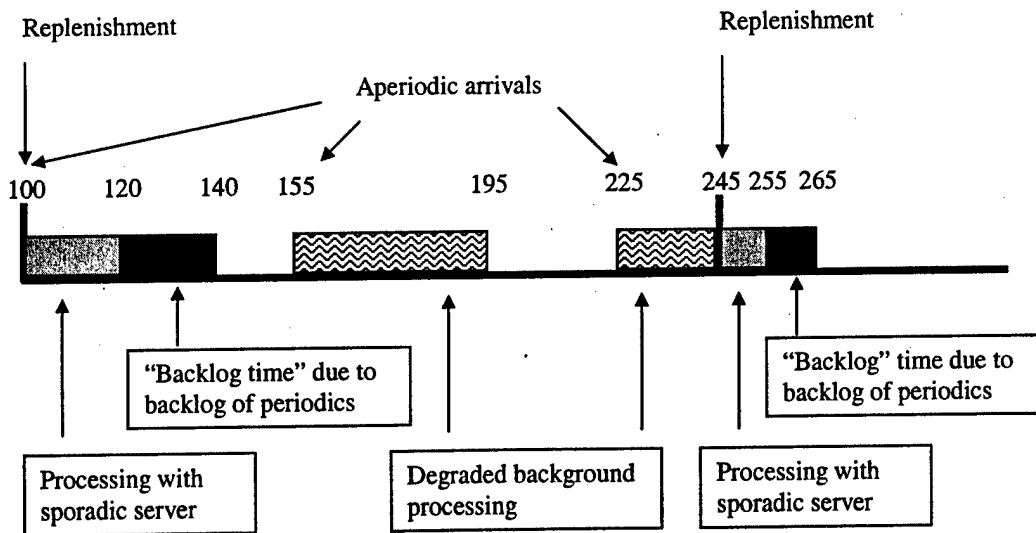 Replenishment
Replenishment
Aperiodic arrivals
100 120 140 155 195 225 245 255 265
“Backlog time” due to
backlog of periodics
“Backlog” time due to
backlog of periodics
Processing with
sporadic server
Degraded background
processing
Processing with
sporadic server